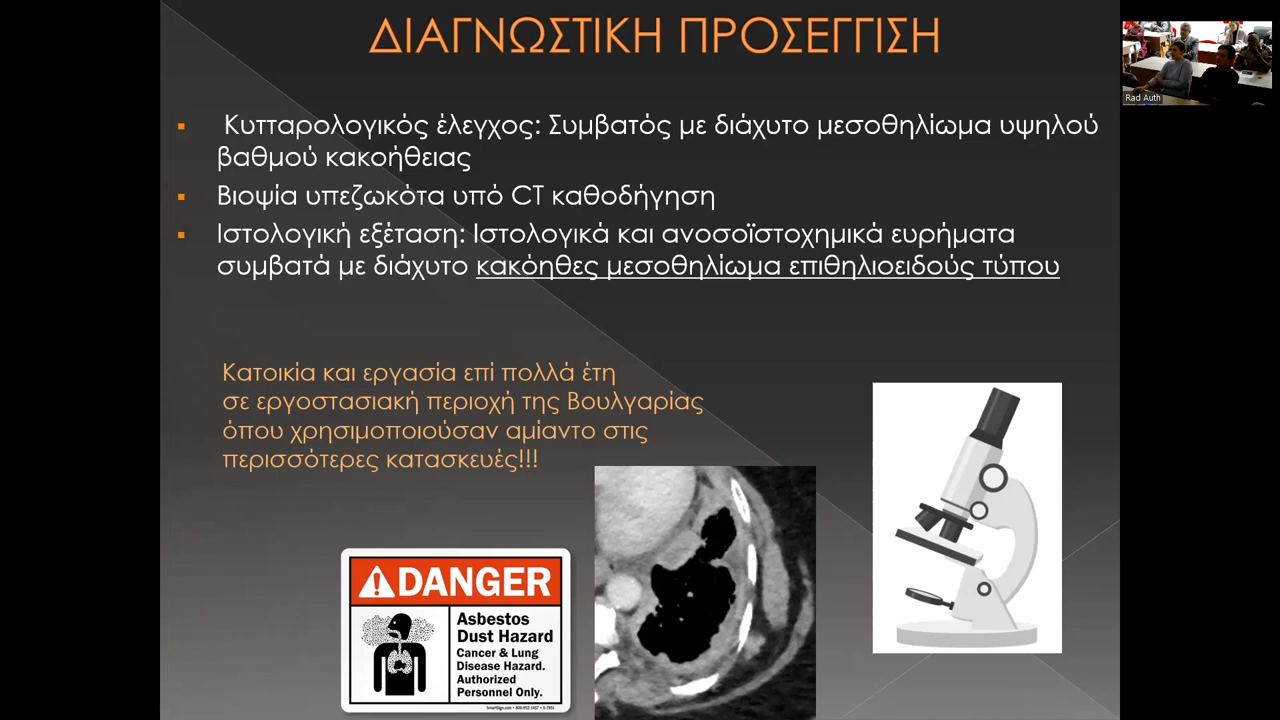 ΔΙΑΓΝΩΣΤΙΚΗ ΠΡΟΣΕΓΓΙΣΗ
Rad Auth
Κυτταρολογικός έλεγχος: Συμβατός με διάχυτο μεσοθηλίωμα υψηλού
βαθμού κακοήθειας
Βιοψία υπεζωκότα υπό CT καθοδήγηση
Ιστολογική εξέταση: Ιστολογικά και ανοσοϊστοχημικά ευρήματα
συμβατά με διάχυτο κακόηθες μεσοθηλίωμα επιθηλιοειδούς τύπου
Κατοικία και εργασία επί πολλά έτη
σε εργοστασιακή περιοχή της Βουλγαρίας
όπου χρησιμοποιούσαν αμίαντο στις
περισσότερες κατασκευές!!!
DANGER
Asbestos
Dust Hazard
Cancer & Lung
Disease Hazard.
Authorized
Personnel Only.